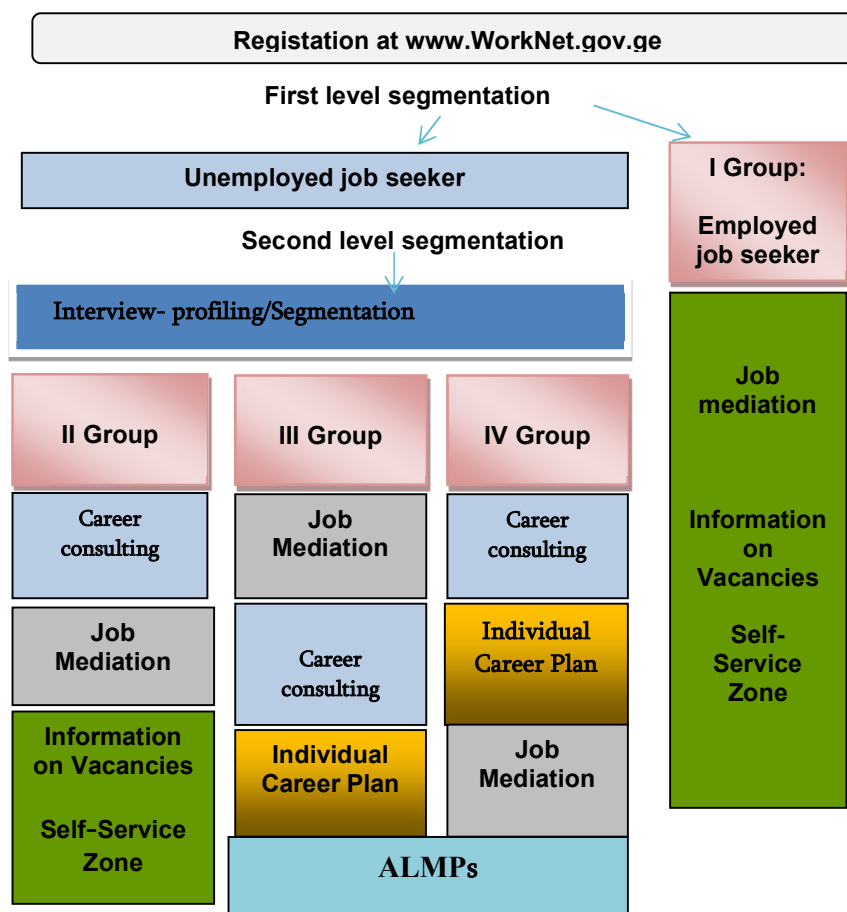 Registation at www.WorkNet.gov.ge
First level segmentation
Unemployed job seeker
I Group:
Employed
job seeker
Second level segmentation
Interview- profiling/Segmentation
Job
mediation
Information
on
Vacancies
Self-
Service
Zone
II Group
Career
consulting
Job
Mediation
Information
on Vacancies
Self-Service
Zone
III Group
Job
Mediation
Career
consulting
Individual
Career Plan
IV Group
Career
consulting
Individual
Career Plan
Job
Mediation
ALMPs